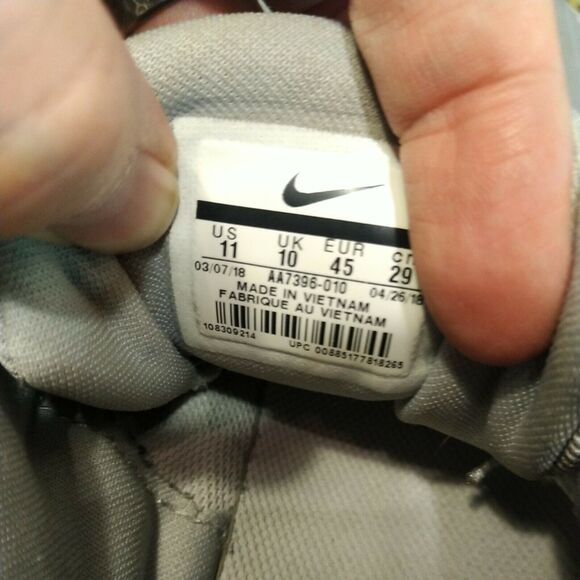 US UK EUR
11 10 45 29
03/07/18 AA7396-010 04/26/18
MADE IN VIETNAM
FABRIQUE AU VIETNAM
108309214
UPC 00885177818265